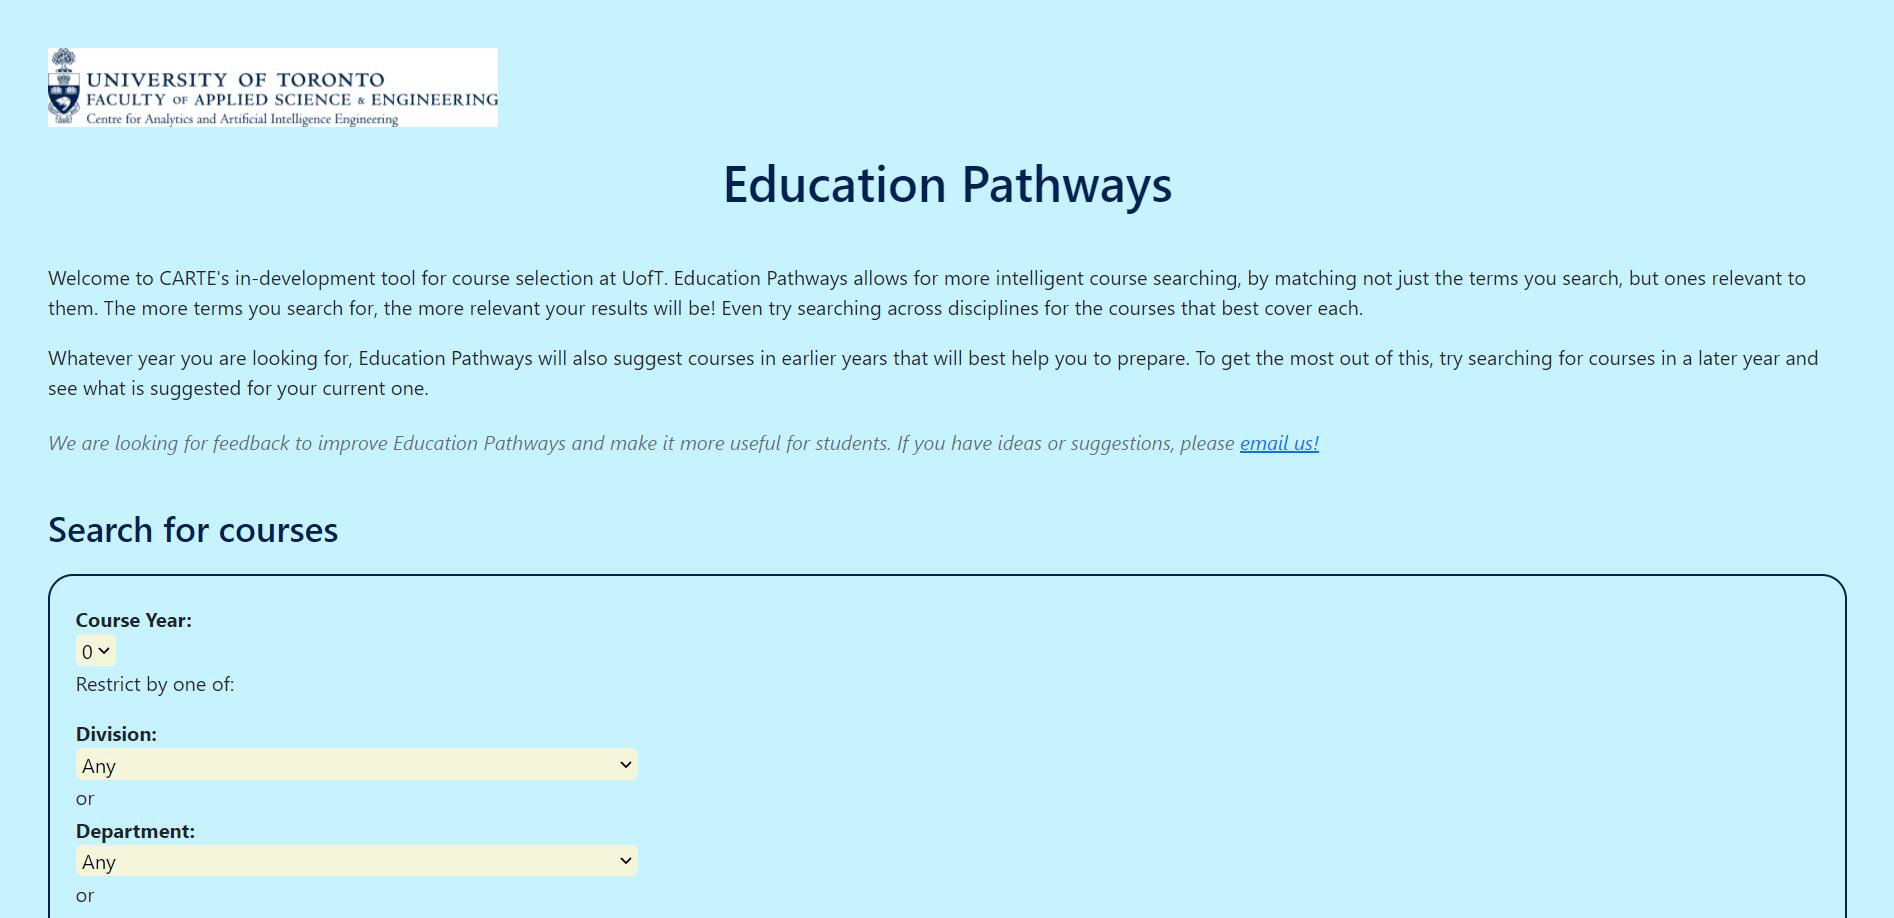 UNIVERSITY OF TORONTO
FACULTY OF APPLIED SCIENCE & ENGINEERING
Centre for Analytics and Artificial Intelligence Engineering
Education Pathways
Welcome to CARTE's in-development tool for course selection at UofT. Education Pathways allows for more intelligent course searching, by matching not just the terms you search, but ones relevant to
them. The more terms you search for, the more relevant your results will be! Even try searching across disciplines for the courses that best cover each.
Whatever year you are looking for, Education Pathways will also suggest courses in earlier years that will best help you to prepare. To get the most out of this, try searching for courses in a later year and
see what is suggested for your current one.
We are looking for feedback to improve Education Pathways and make it more useful for students. If you have ideas or suggestions, please email us!
Search for courses
Course Year:
0
Restrict by one of:
Division:
Any
or
Department:
Any
or